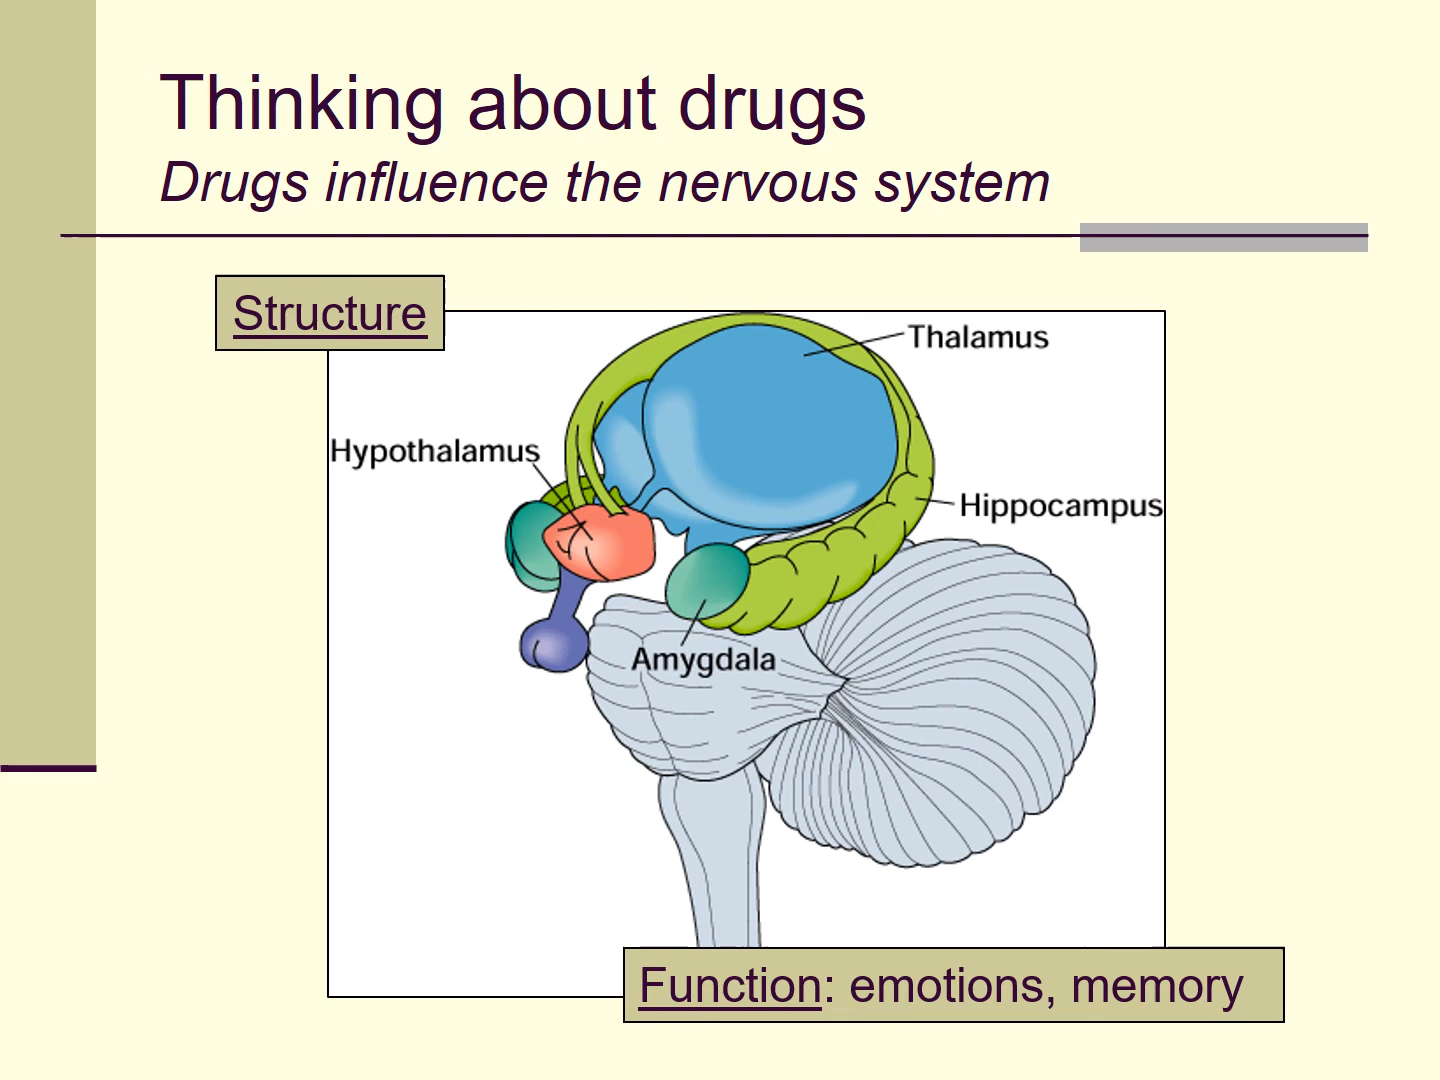 Thinking about drugs
Drugs influence the nervous system
Structure
Thalamus
Hypothalamus
Hippocampus
Amygdala
Function: emotions, memory